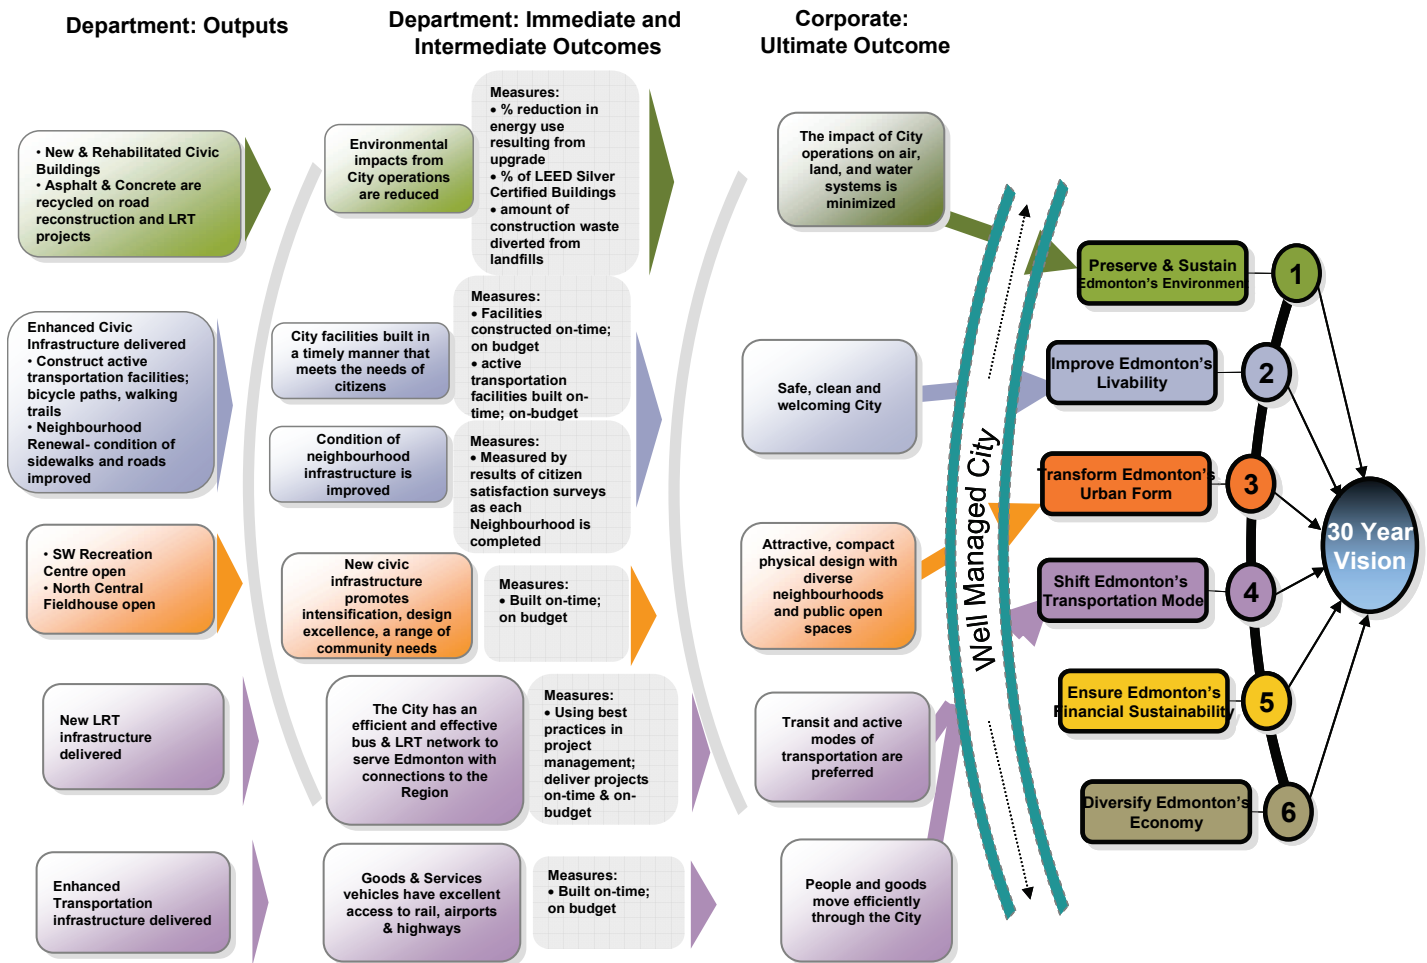 Department: Outputs
Department: Immediate and
Intermediate Outcomes
Corporate:
Ultimate Outcome
• New & Rehabilitated Civic
Buildings
• Asphalt & Concrete are
recycled on road
reconstruction and LRT
projects
Environmental
impacts from
City operations
are reduced
Measures:
• % reduction in
energy use
resulting from
upgrade
• % of LEED Silver
Certified Buildings
• amount of
construction waste
diverted from
landfills
The impact of City
operations on air,
land, and water
systems is
minimized
Enhanced Civic
Infrastructure delivered
• Construct active
transportation facilities;
bicycle paths, walking
trails
• Neighbourhood
Renewal- condition of
sidewalks and roads
improved
City facilities built in
a timely manner that
meets the needs of
citizens
Measures:
• Facilities
constructed on-time;
on budget
• active
transportation
facilities built on-
time; on-budget
Condition of
neighbourhood
infrastructure is
improved
Measures:
• Measured by
results of citizen
satisfaction surveys
as each
Neighbourhood is
completed
Safe, clean and
welcoming City
• SW Recreation
Centre open
• North Central
Fieldhouse open
New civic
infrastructure
promotes
intensification, design
excellence, a range of
community needs
Measures:
• Built on-time;
on budget
Attractive, compact
physical design with
diverse
neighbourhoods
and public open
spaces
New LRT
infrastructure
delivered
The City has an
efficient and effective
bus & LRT network to
serve Edmonton with
connections to the
Region
Measures:
• Using best
practices in
project
management;
deliver projects
on-time & on-
budget
Transit and active
modes of
transportation are
preferred
Enhanced
Transportation
infrastructure delivered
Goods & Services
vehicles have excellent
access to rail, airports
& highways
Measures:
• Built on-time;
on budget
People and goods
move efficiently
through the City
Well Managed City
Preserve & Sustain
Edmonton's Environment
1
Improve Edmonton's
Livability
2
Transform Edmonton's
Urban Form
3
Shift Edmonton's
Transportation Mode
4
Ensure Edmonton's
Financial Sustainability
5
Diversify Edmonton's
Economy
6
30 Year
Vision